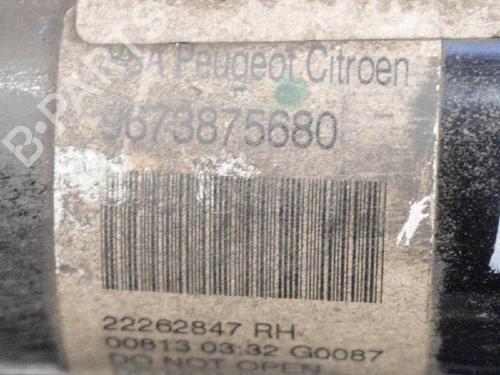 PSA Peugeot Citroen
9673875680
22262847 RH-
00813 03:32 G0087
DO NOT OPEN
B-PARTS